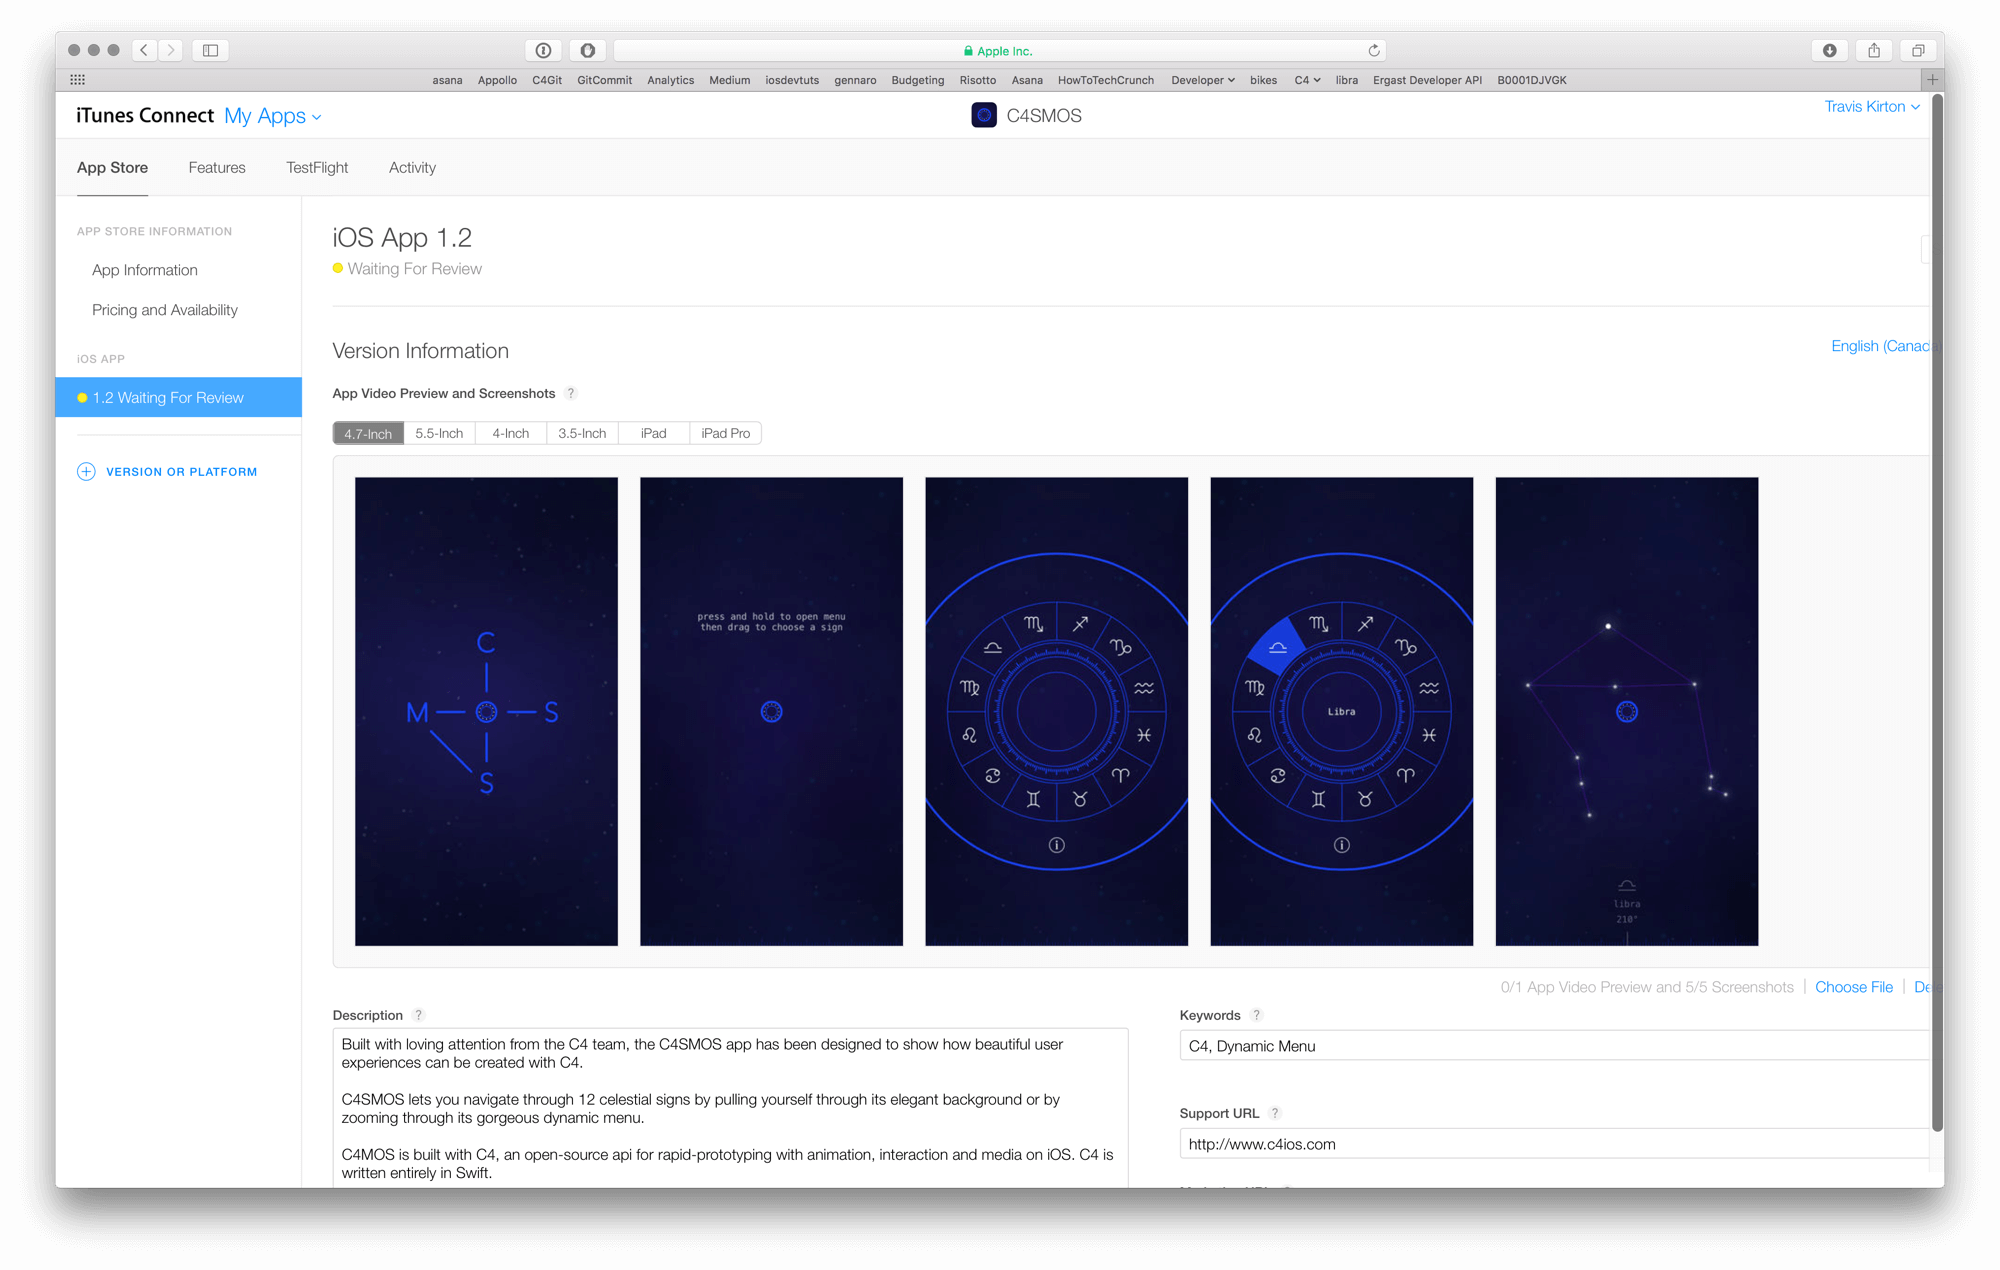 Apple Inc.
asana Appollo C4Git GitCommit Analytics Medium iosdevtuts gennaro Budgeting Risotto Asana HowToTechCrunch Developer bikes C4 libra Ergast Developer API B0001DJVGK
iTunes Connect My Apps
C4SMOS
Travis Kirton
App Store Features TestFlight Activity
APP STORE INFORMATION
App Information
Pricing and Availability
iOS APP
1.2 Waiting For Review
VERSION OR PLATFORM
iOS App 1.2
Waiting For Review
Version Information
English (Canada
App Video Preview and Screenshots ?
4.7-Inch 5.5-Inch 4-Inch 3.5-Inch iPad iPad Pro
C
M S
S
press and hold to open menu
then drag to choose a sign
Libra
libra
210°
0/1 App Video Preview and 5/5 Screenshots | Choose File |
Description ?
Built with loving attention from the C4 team, the C4SMOS app has been designed to show how beautiful user
experiences can be created with C4.
C4SMOS lets you navigate through 12 celestial signs by pulling yourself through its elegant background or by
zooming through its gorgeous dynamic menu.
C4MOS is built with C4, an open-source api for rapid-prototyping with animation, interaction and media on iOS. C4 is
written entirely in Swift.
Keywords ?
C4, Dynamic Menu
Support URL ?
http://www.c4ios.com